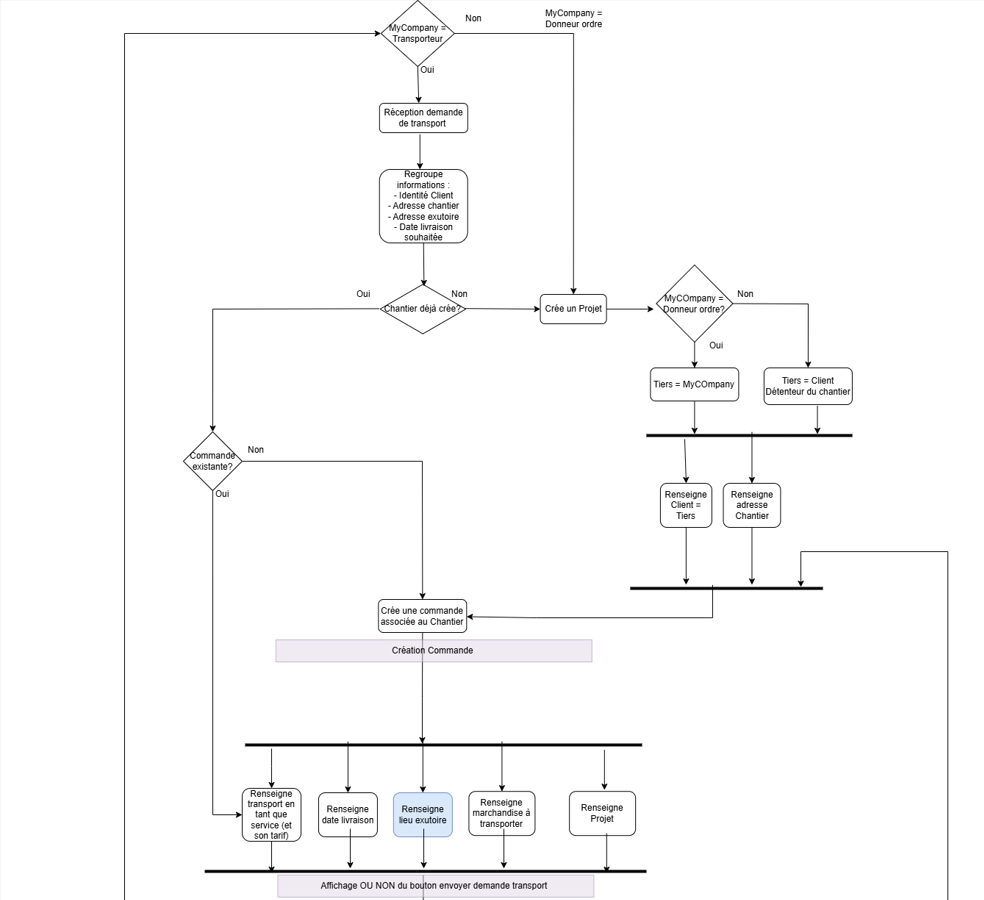 MyCompany =
Transporteur
Non
MyCompany =
Donneur ordre
Oui
Réception demande
de transport
Regroupe
informations :
- Identité Client
- Adresse chantier
- Adresse exutoire
- Date livraison
souhaitée
Oui
Chantier déjà crée?
Non
Crée un Projet
MyCOmpany =
Donneur ordre?
Non
Oui
Tiers = MyCOmpany
Tiers = Client
Détenteur du chantier
Commande
existante?
Non
Oui
Renseigne
Client =
Tiers
Renseigne
adresse
Chantier
Crée une commande
associée au Chantier
Création Commande
Renseigne
transport en
tant que
service (et
son tarif)
Renseigne
date livraison
Renseigne
lieu exutoire
Renseigne
marchandise à
transporter
Renseigne
Projet
Affichage OU NON du bouton envoyer demande transport